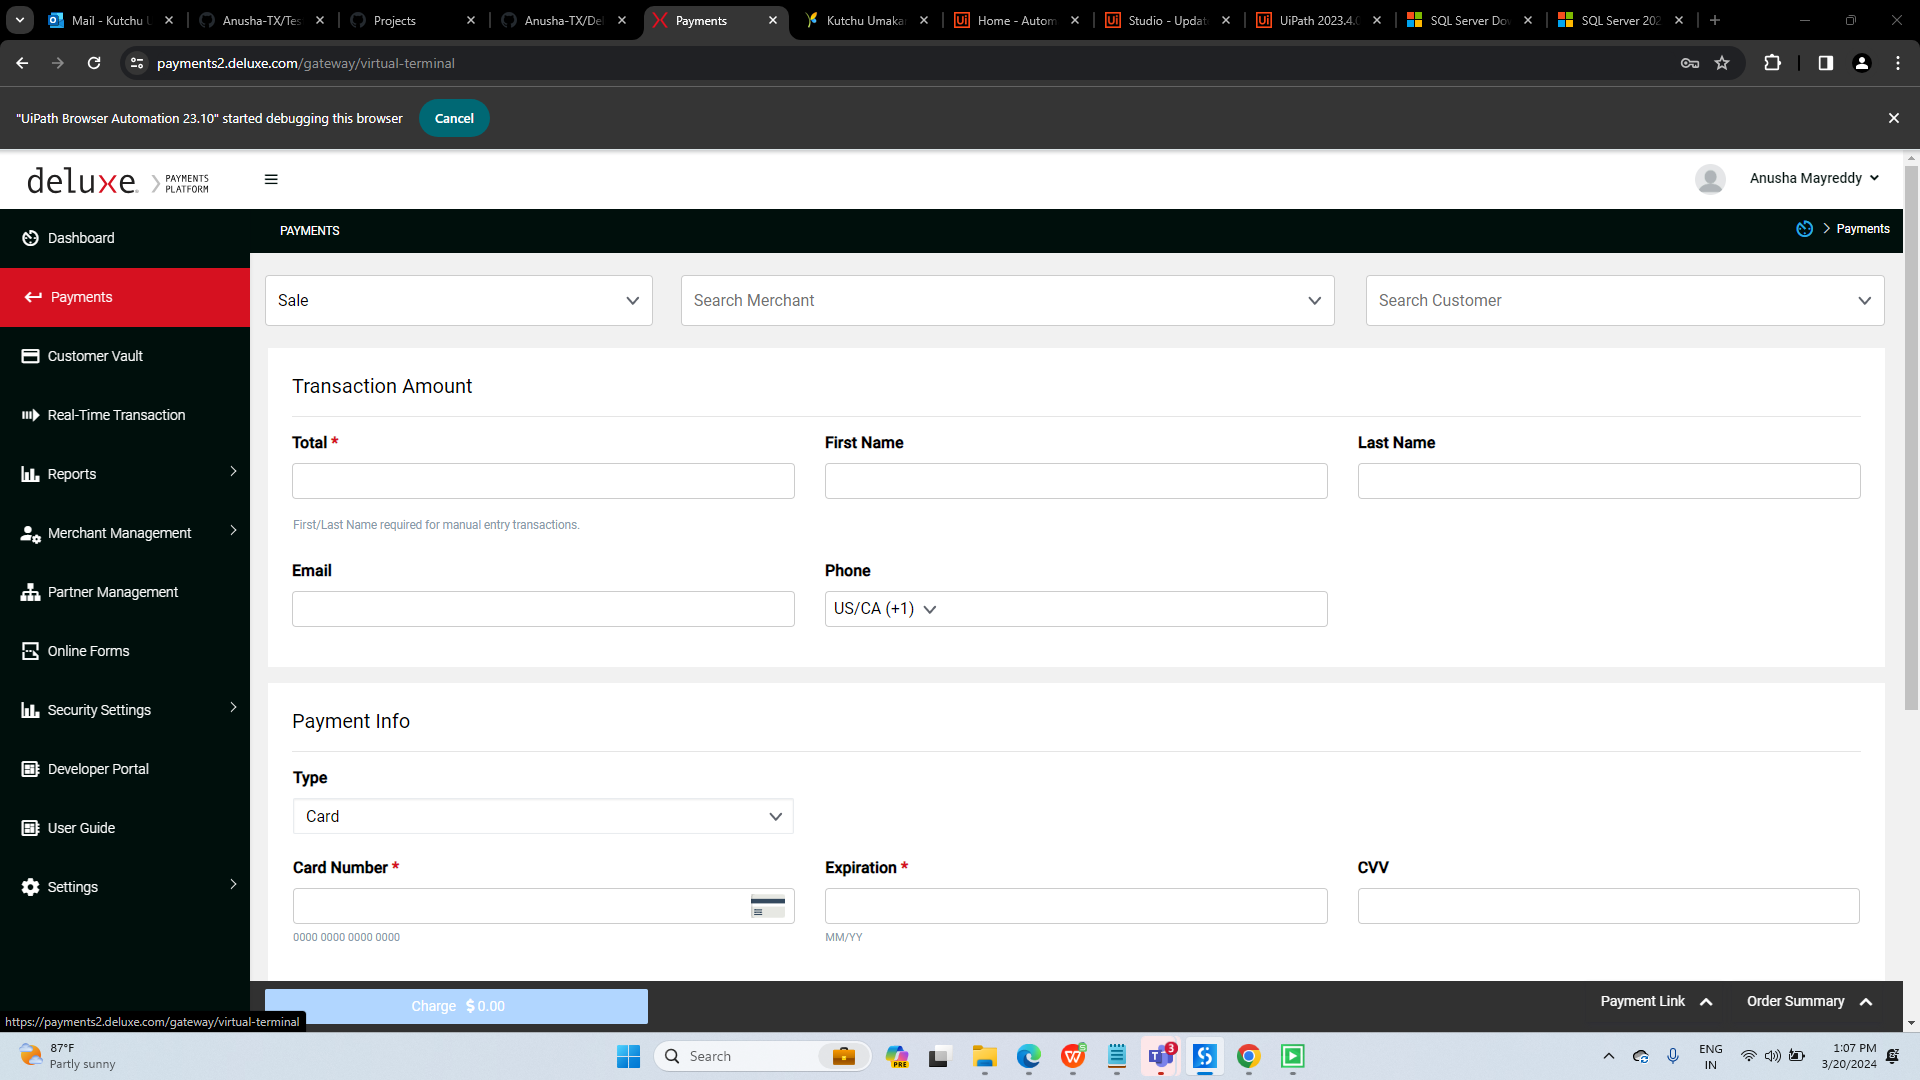 Mail - Kutchu U
Anusha-TX/Tes
Projects
Anusha-TX/Del
Payments
Kutchu Umaka
Home - Autom
Studio - Updat
UiPath 2023.4.0
SQL Server Do
SQL Server 202
payments2.deluxe.com/gateway/virtual-terminal
"UiPath Browser Automation 23.10" started debugging this browser
Cancel
deluxe. PAYMENTS PLATFORM
Anusha Mayreddy
PAYMENTS
Payments
Dashboard
Payments
Customer Vault
Real-Time Transaction
Reports
Merchant Management
Partner Management
Online Forms
Security Settings
Developer Portal
User Guide
Settings
Sale
Search Merchant
Search Customer
Transaction Amount
Total *
First Name
Last Name
First/Last Name required for manual entry transactions.
Email
Phone
US/CA (+1)
Payment Info
Type
Card
Card Number *
Expiration *
CVV
0000 0000 0000 0000
MM/YY
Charge $ 0.00
Payment Link
Order Summary
https://payments2.deluxe.com/gateway/virtual-terminal
87°F
Partly sunny
Search
PRE
3
ENG
IN
1:07 PM
3/20/2024